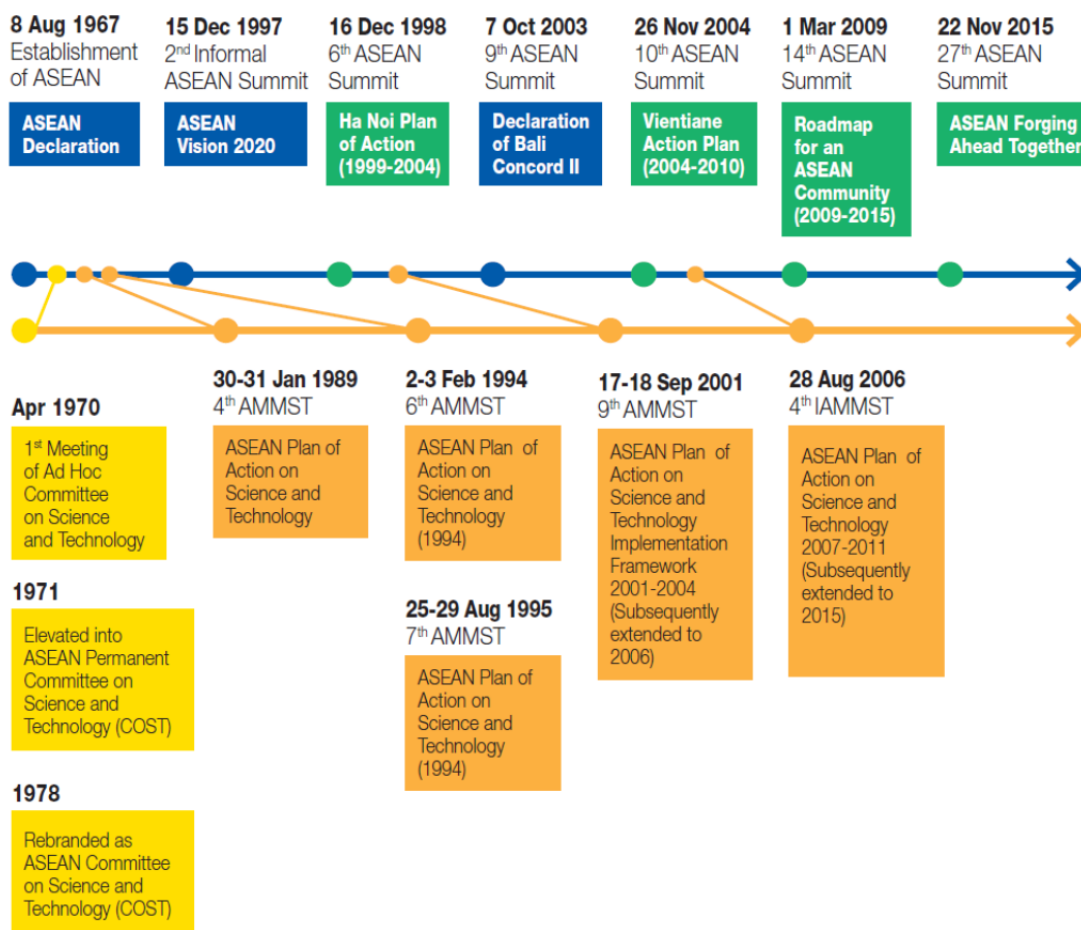 8 Aug 1967
Establishment
of ASEAN
ASEAN
Declaration
15 Dec 1997
2nd Informal
ASEAN Summit
ASEAN
Vision 2020
16 Dec 1998
6th ASEAN
Summit
Ha Noi Plan
of Action
(1999-2004)
7 Oct 2003
9th ASEAN
Summit
Declaration
of Bali
Concord II
26 Nov 2004
10th ASEAN
Summit
Vientiane
Action Plan
(2004-2010)
1 Mar 2009
14th ASEAN
Summit
Roadmap
for an
ASEAN
Community
(2009-2015)
22 Nov 2015
27th ASEAN
Summit
ASEAN Forging
Ahead Together
Apr 1970
1st Meeting
of Ad Hoc
Committee
on Science
and Technology
1971
Elevated into
ASEAN Permanent
Committee on
Science and
Technology (COST)
1978
Rebranded as
ASEAN Committee
on Science and
Technology (COST)
30-31 Jan 1989
4th AMMST
ASEAN Plan of
Action on
Science and
Technology
2-3 Feb 1994
6th AMMST
ASEAN Plan of
Action on
Science and
Technology
(1994)
25-29 Aug 1995
7th AMMST
ASEAN Plan of
Action on
Science and
Technology
(1994)
17-18 Sep 2001
9th AMMST
ASEAN Plan of
Action on
Science and
Technology
Implementation
Framework
2001-2004
(Subsequently
extended to
2006)
28 Aug 2006
4th IAMMST
ASEAN Plan of
Action on
Science and
Technology
2007-2011
(Subsequently
extended to
2015)